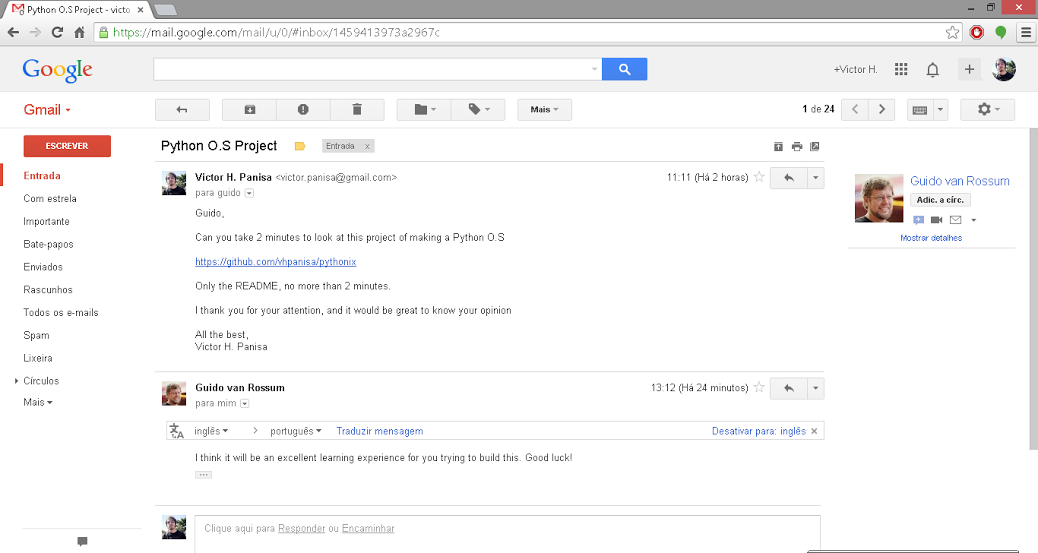 Python O.S Project - victo
https://mail.google.com/mail/u/0/#inbox/1459413973a2967c
Google
+Victor H.
Gmail
Mais
1 de 24
ESCREVER
Entrada
Com estrela
Importante
Bate-papos
Enviados
Rascunhos
Todos os e-mails
Spam
Lixeira
Círculos
Mais
Python O.S Project
Entrada x
Victor H. Panisa <victor.panisa@gmail.com>
11:11 (Há 2 horas)
para guido
Guido,
Can you take 2 minutes to look at this project of making a Python O.S
https://github.com/vhpanisa/pythonix
Only the README, no more than 2 minutes.
I thank you for your attention, and it would be great to know your opinion
All the best,
Victor H. Panisa
Guido van Rossum
13:12 (Há 24 minutos)
para mim
inglês > português Traduzir mensagem Desativar para: inglês x
I think it will be an excellent learning experience for you trying to build this. Good luck!
Clique aqui para Responder ou Encaminhar
Guido van Rossum
Adic. a círc.
Mostrar detalhes